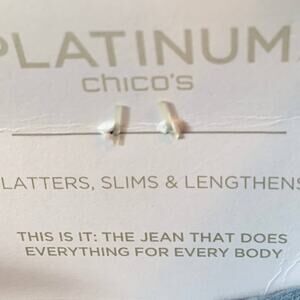 PLATINUM
chico's
LATTERS, SLIMS & LENGTHENS
THIS IS IT: THE JEAN THAT DOES
EVERYTHING FOR EVERY BODY